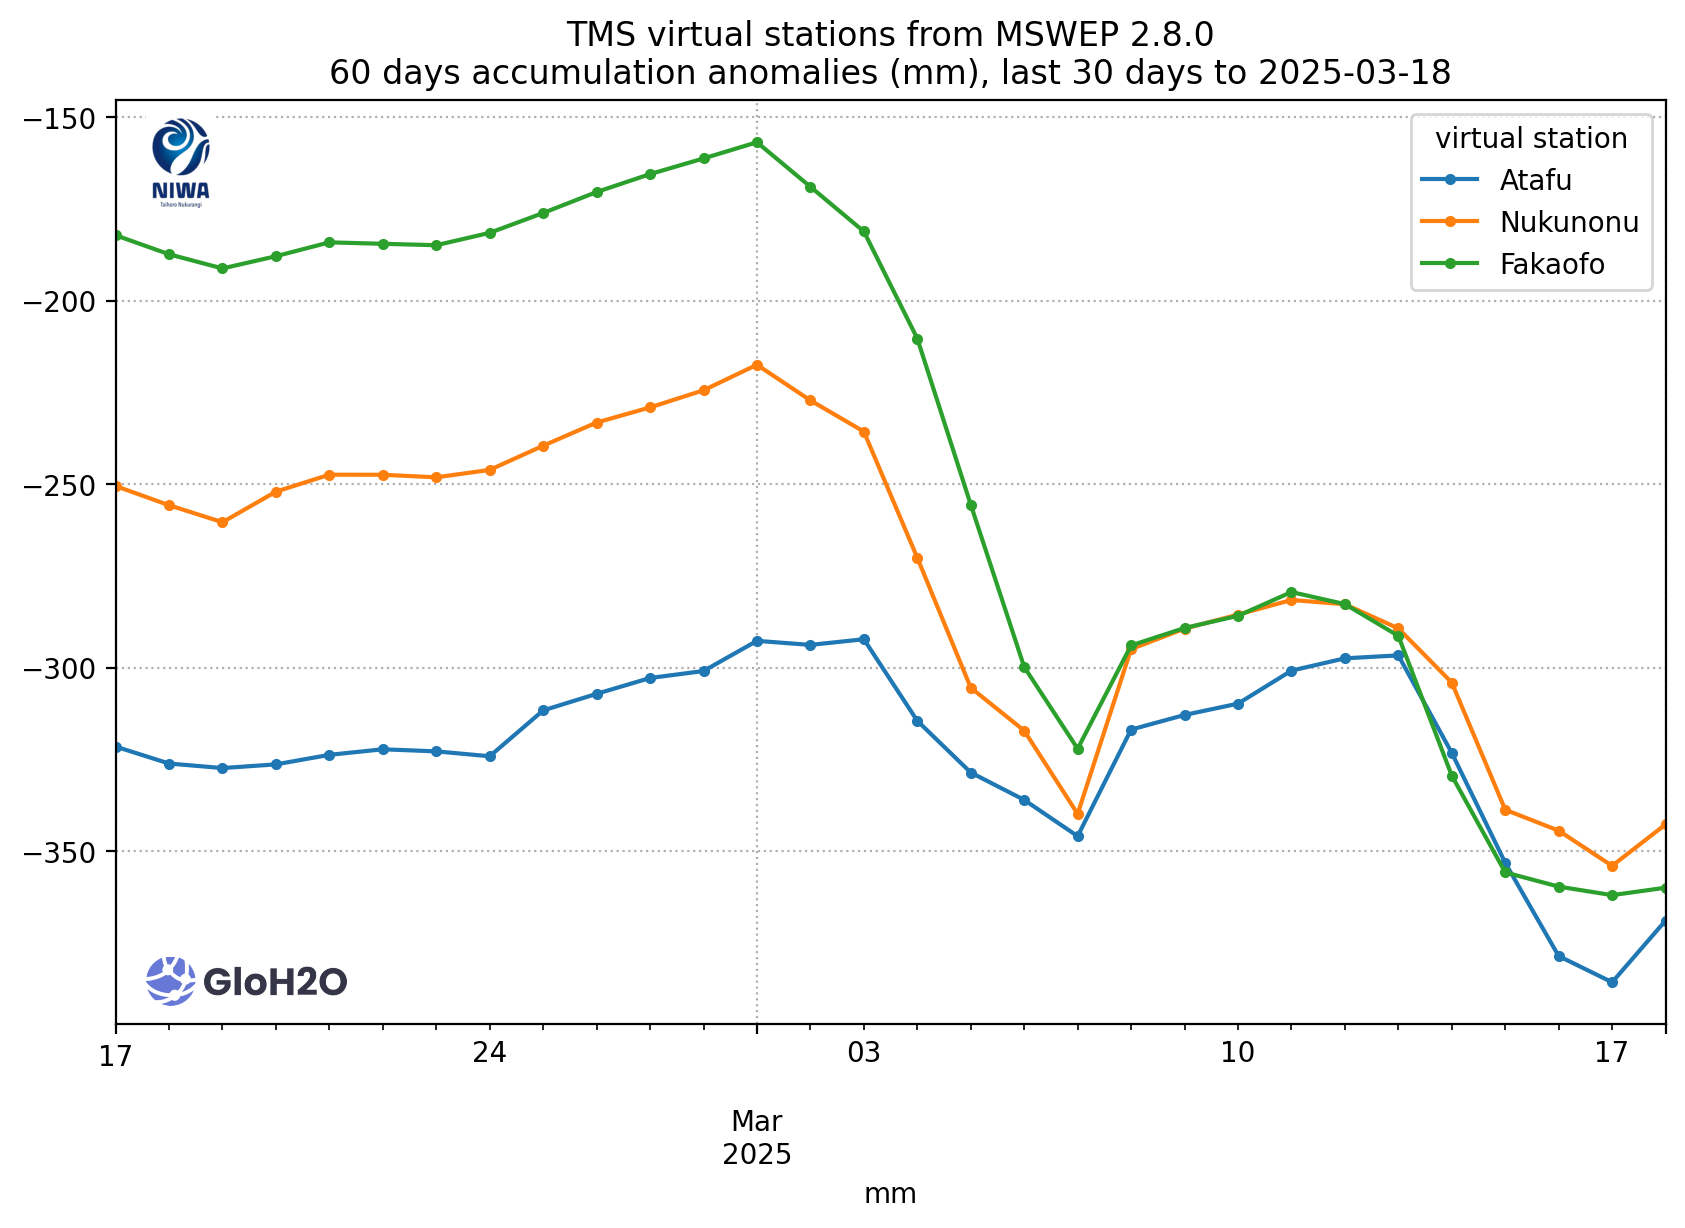 TMS virtual stations from MSWEP 2.8.0
60 days accumulation anomalies (mm), last 30 days to 2025-03-18
−150
−200
−250
−300
−350
NIWA
Taihoro Nukurangi
virtual station
Atafu
Nukunonu
Fakaofo
GloH2O
17 24 03 10 17
Mar
2025
mm